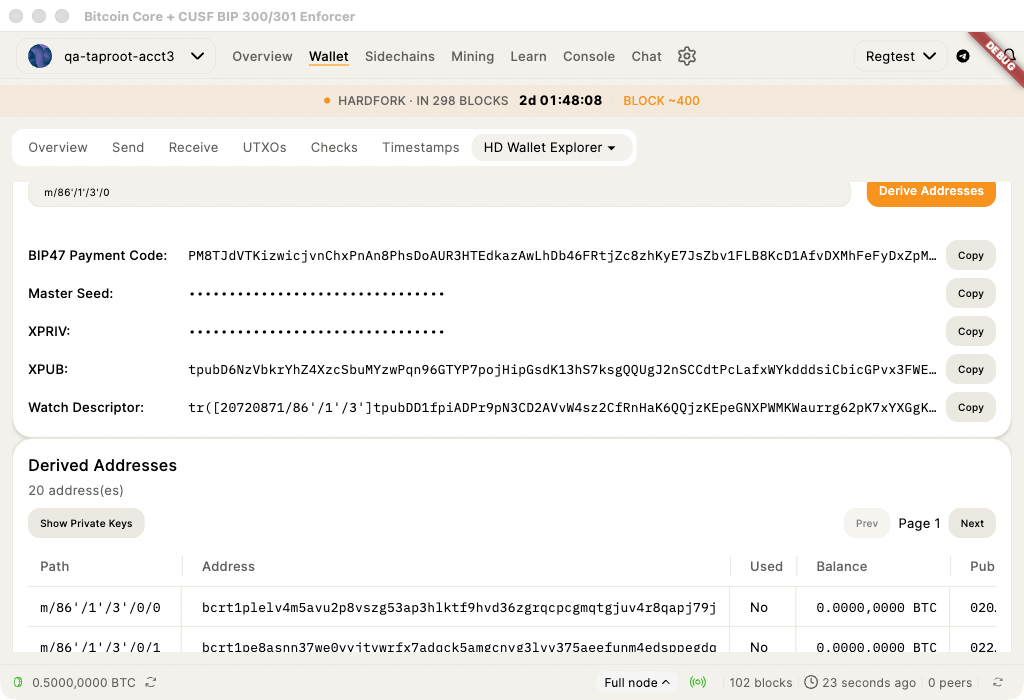 Bitcoin Core + CUSF BIP 300/301 Enforcer
qa-taproot-acct3 Overview Wallet Sidechains Mining Learn Console Chat Regtest DEBUG
HARDFORK · IN 298 BLOCKS 2d 01:48:08 BLOCK ~400
Overview Send Receive UTXOs Checks Timestamps HD Wallet Explorer
m/86'/1'/3'/0 Derive Addresses
BIP47 Payment Code: PM8TJdVTKizwicjvnChxPnAn8PhsDoAUR3HTEdkazAwLhDb46FRtjZc8zhKyE7JsZbv1FLB8KcD1AfvDXMhFeFyDxZpM… Copy
Master Seed: •••••••••••••••••••••••••••••••• Copy
XPRIV: •••••••••••••••••••••••••••••••• Copy
XPUB: tpubD6NzVbkrYhZ4XzcSbuMYzwPqn96GTYP7pojHipGsdK13hS7ksgQQUgJ2nSCCdtPcLafxWYkdddsiCbicGPvx3FWE… Copy
Watch Descriptor: tr([20720871/86'/1'/3']tpubDD1fpiADPr9pN3CD2AVvW4sz2CfRnHaK6QQjzKEpeGNXPWMKWaurrg62pK7xYXGgK… Copy
Derived Addresses
20 address(es)
Show Private Keys Prev Page 1 Next
Path Address Used Balance Pub
m/86'/1'/3'/0/0 bcrt1plelv4m5avu2p8vszg53ap3hlktf9hvd36zgrqcpcgmqtgjuv4r8qapj79j No 0.0000,0000 BTC 020.
m/86'/1'/3'/0/1 No 0.0000,0000 BTC 022.
0.5000,0000 BTC Full node 102 blocks 23 seconds ago 0 peers